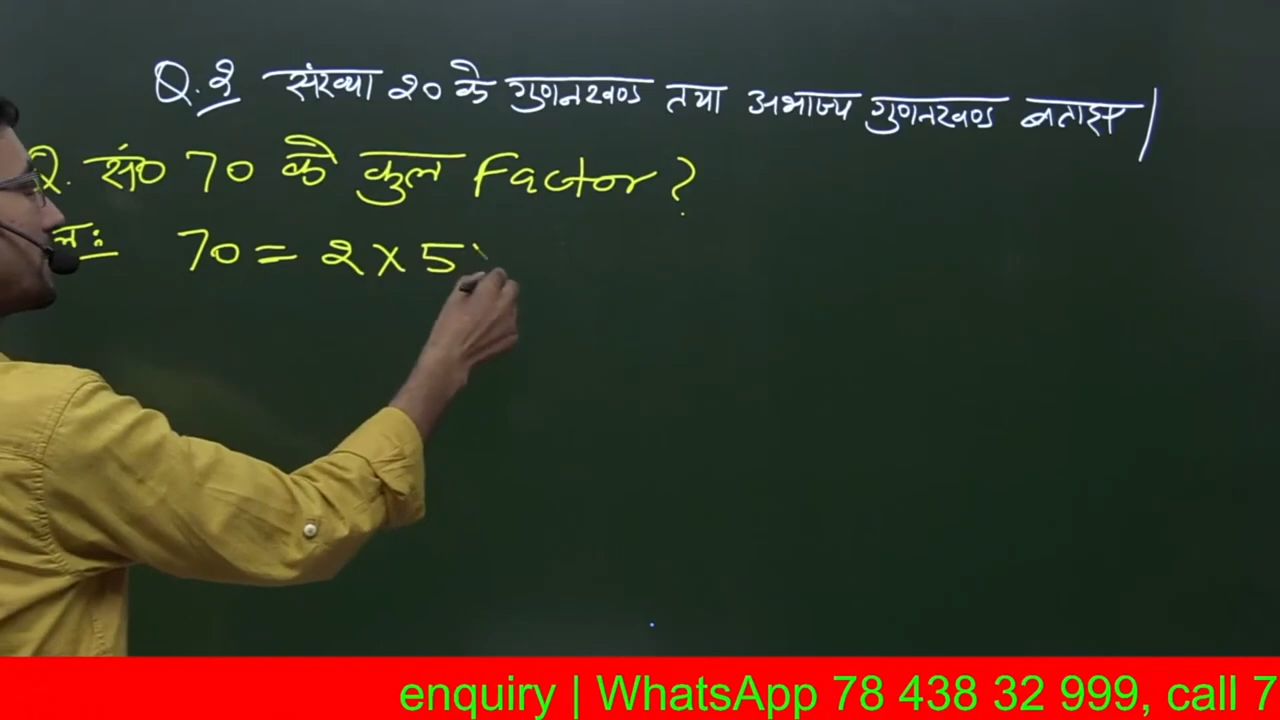 Q.2 संख्या 20 के गुणनखण्ड तथा अभाज्य गुणनखण्ड बताइए|
Q. सं० 70 के कुल Factor ?
70 = 2 × 5
enquiry | WhatsApp 78 438 32 999, call 7